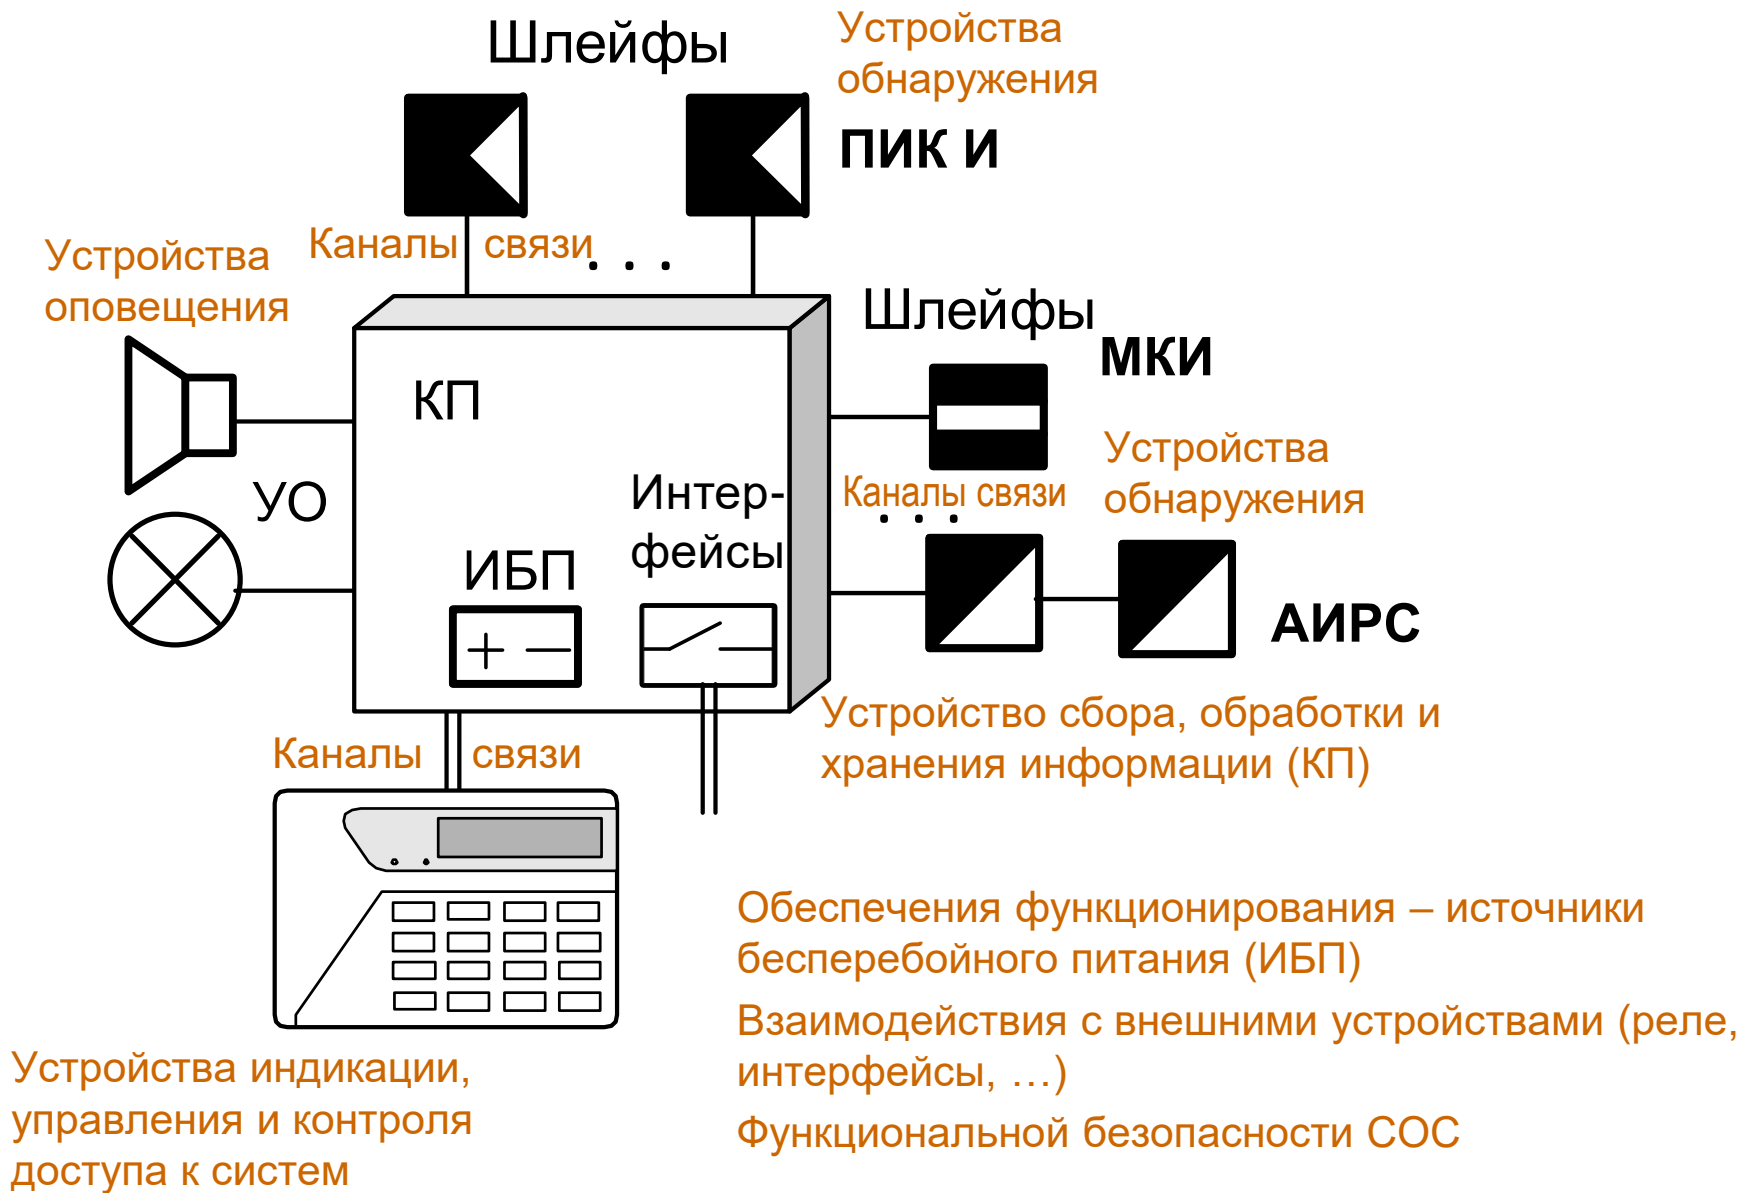 Шлейфы
Устройства
обнаружения
ПИК И
Каналы связи
. . .
Устройства
оповещения
Шлейфы
МКИ
КП
Устройства
обнаружения
УО
Интер-
фейсы
Каналы связи
. . .
ИБП
+ –
АИРС
Устройство сбора, обработки и
хранения информации (КП)
Каналы связи
Обеспечения функционирования – источники
бесперебойного питания (ИБП)
Взаимодействия с внешними устройствами (реле,
интерфейсы, …)
Функциональной безопасности СОС
Устройства индикации,
управления и контроля
доступа к систем